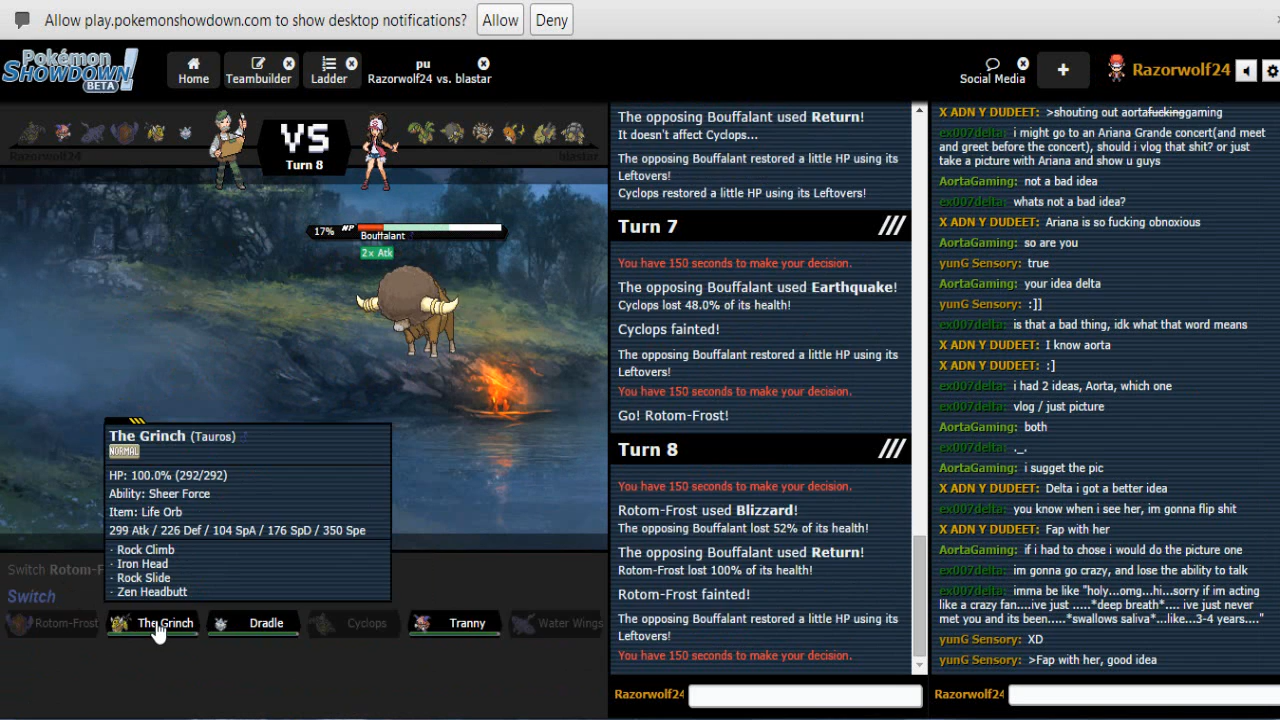 Allow play.pokemonshowdown.com to show desktop notifications?
Allow
Deny
Pokémon
SHOWDOWN!
BETA
Home
Teambuilder
Ladder
pu
Razorwolf24 vs. blastar
Social Media
+
Razorwolf24
VS
Turn 8
Razorwolf24
blastar
17%
HP
Bouffalant
2x Atk
The Grinch (Tauros)
NORMAL
HP: 100.0% (292/292)
Ability: Sheer Force
Item: Life Orb
299 Atk / 226 Def / 104 SpA / 176 SpD / 350 Spe
· Rock Climb
· Iron Head
· Rock Slide
· Zen Headbutt
Switch Rotom-F
Switch
Rotom-Frost
The Grinch
Dradle
Cyclops
Tranny
Water Wings
The opposing Bouffalant used Return!
It doesn't affect Cyclops...
The opposing Bouffalant restored a little HP using its
Leftovers!
Cyclops restored a little HP using its Leftovers!
Turn 7
You have 150 seconds to make your decision.
The opposing Bouffalant used Earthquake!
Cyclops lost 48.0% of its health!
Cyclops fainted!
The opposing Bouffalant restored a little HP using its
Leftovers!
You have 150 seconds to make your decision.
Go! Rotom-Frost!
Turn 8
You have 150 seconds to make your decision.
Rotom-Frost used Blizzard!
The opposing Bouffalant lost 52% of its health!
The opposing Bouffalant used Return!
Rotom-Frost lost 100% of its health!
Rotom-Frost fainted!
The opposing Bouffalant restored a little HP using its
Leftovers!
You have 150 seconds to make your decision.
Razorwolf24
X ADN Y DUDEET: >shouting out aortafuckinggaming
ex007delta: i might go to an Ariana Grande concert(and meet
and greet before the concert), should i vlog that shit? or just
take a picture with Ariana and show u guys
AortaGaming: not a bad idea
ex007delta: whats not a bad idea?
X ADN Y DUDEET: Ariana is so fucking obnoxious
AortaGaming: so are you
yunG Sensory: true
AortaGaming: your idea delta
yunG Sensory: :]]
ex007delta: is that a bad thing, idk what that word means
X ADN Y DUDEET: I know aorta
X ADN Y DUDEET: :]
ex007delta: i had 2 ideas, Aorta, which one
ex007delta: vlog / just picture
AortaGaming: both
ex007delta: ._.
AortaGaming: i sugget the pic
X ADN Y DUDEET: Delta i got a better idea
ex007delta: you know when i see her, im gonna flip shit
X ADN Y DUDEET: Fap with her
AortaGaming: if i had to chose i would do the picture one
ex007delta: im gonna go crazy, and lose the ability to talk
ex007delta: imma be like "holy...omg...hi...sorry if im acting
like a crazy fan....ive just .....*deep breath*.... ive just never
met you and its been.....*swallows saliva*...like...3-4 years...."
yunG Sensory: XD
yunG Sensory: >Fap with her, good idea
Razorwolf24